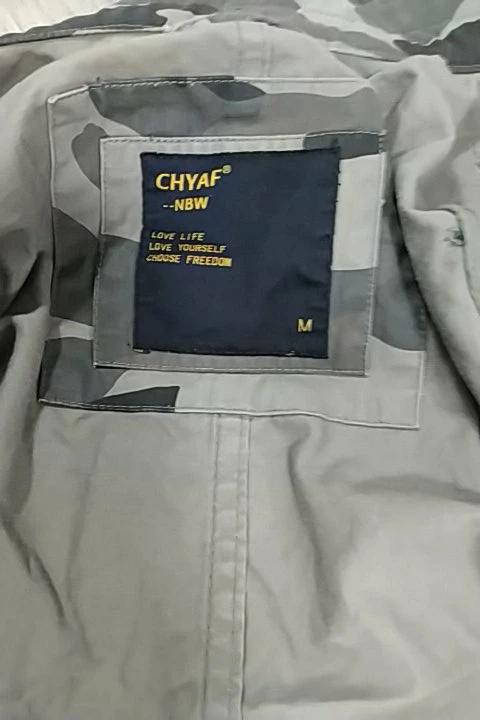 CHYAF®
--NBW
LOVE LIFE
LOVE YOURSELF
CHOOSE FREEDOM
M